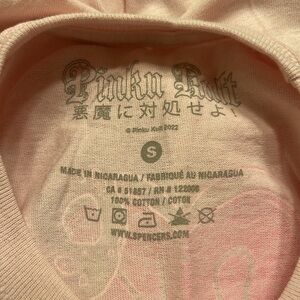 Pinku Kult
悪魔に対処せよ!
© Pinku Kult 2022
S
MADE IN NICARAGUA / FABRIQUÉ AU NICARAGUA
CA # 51857 / RN # 122008
100% COTTON / COTON
WWW.SPENCERS.COM